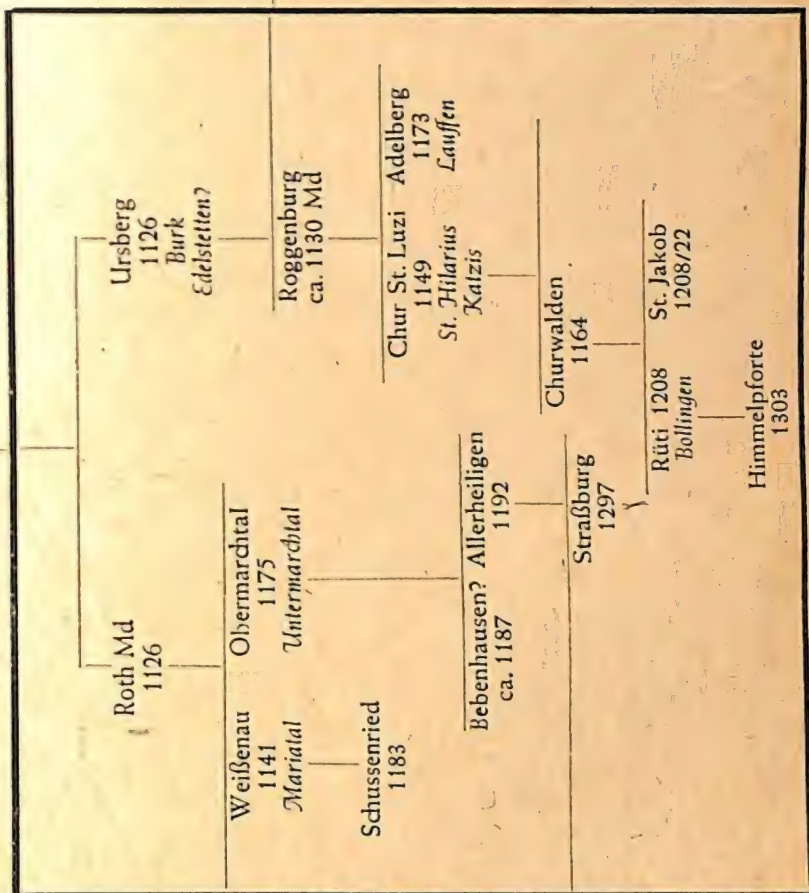 Roth Md
1126
Ursberg
1126
Burk
Edelstetten?
Weißenau
1141
Mariatal
Obermarchtal
1175
Untermarchtal
Roggenburg
ca. 1130 Md
Schussenried
1183
Chur St. Luzi
1149
St. Hilarius
Katzis
Adelberg
1173
Lauffen
Bebenhausen?
ca. 1187
Allerheiligen
1192
Churwalden
1164
Straßburg
1297
Rüti 1208
Bollingen
St. Jakob
1208/22
Himmelpforte
1303